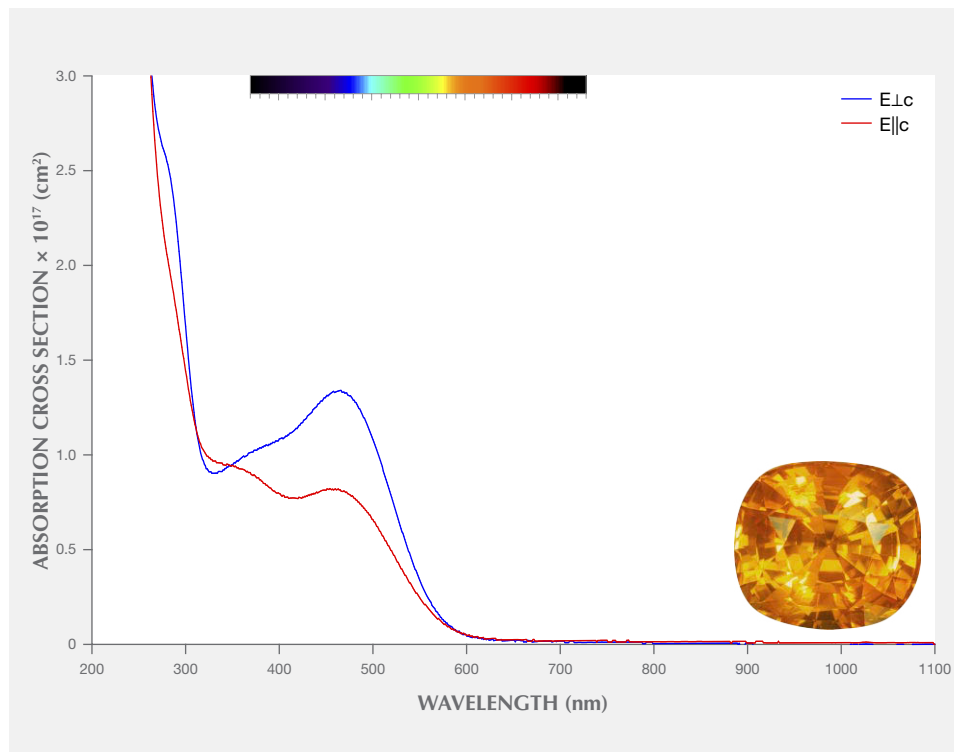 3.0
2.5
2.0
1.5
1.0
0.5
0
200 300 400 500 600 700 800 900 1000 1100
ABSORPTION CROSS SECTION × 10¹⁷ (cm²)
WAVELENGTH (nm)
E⊥c
E||c